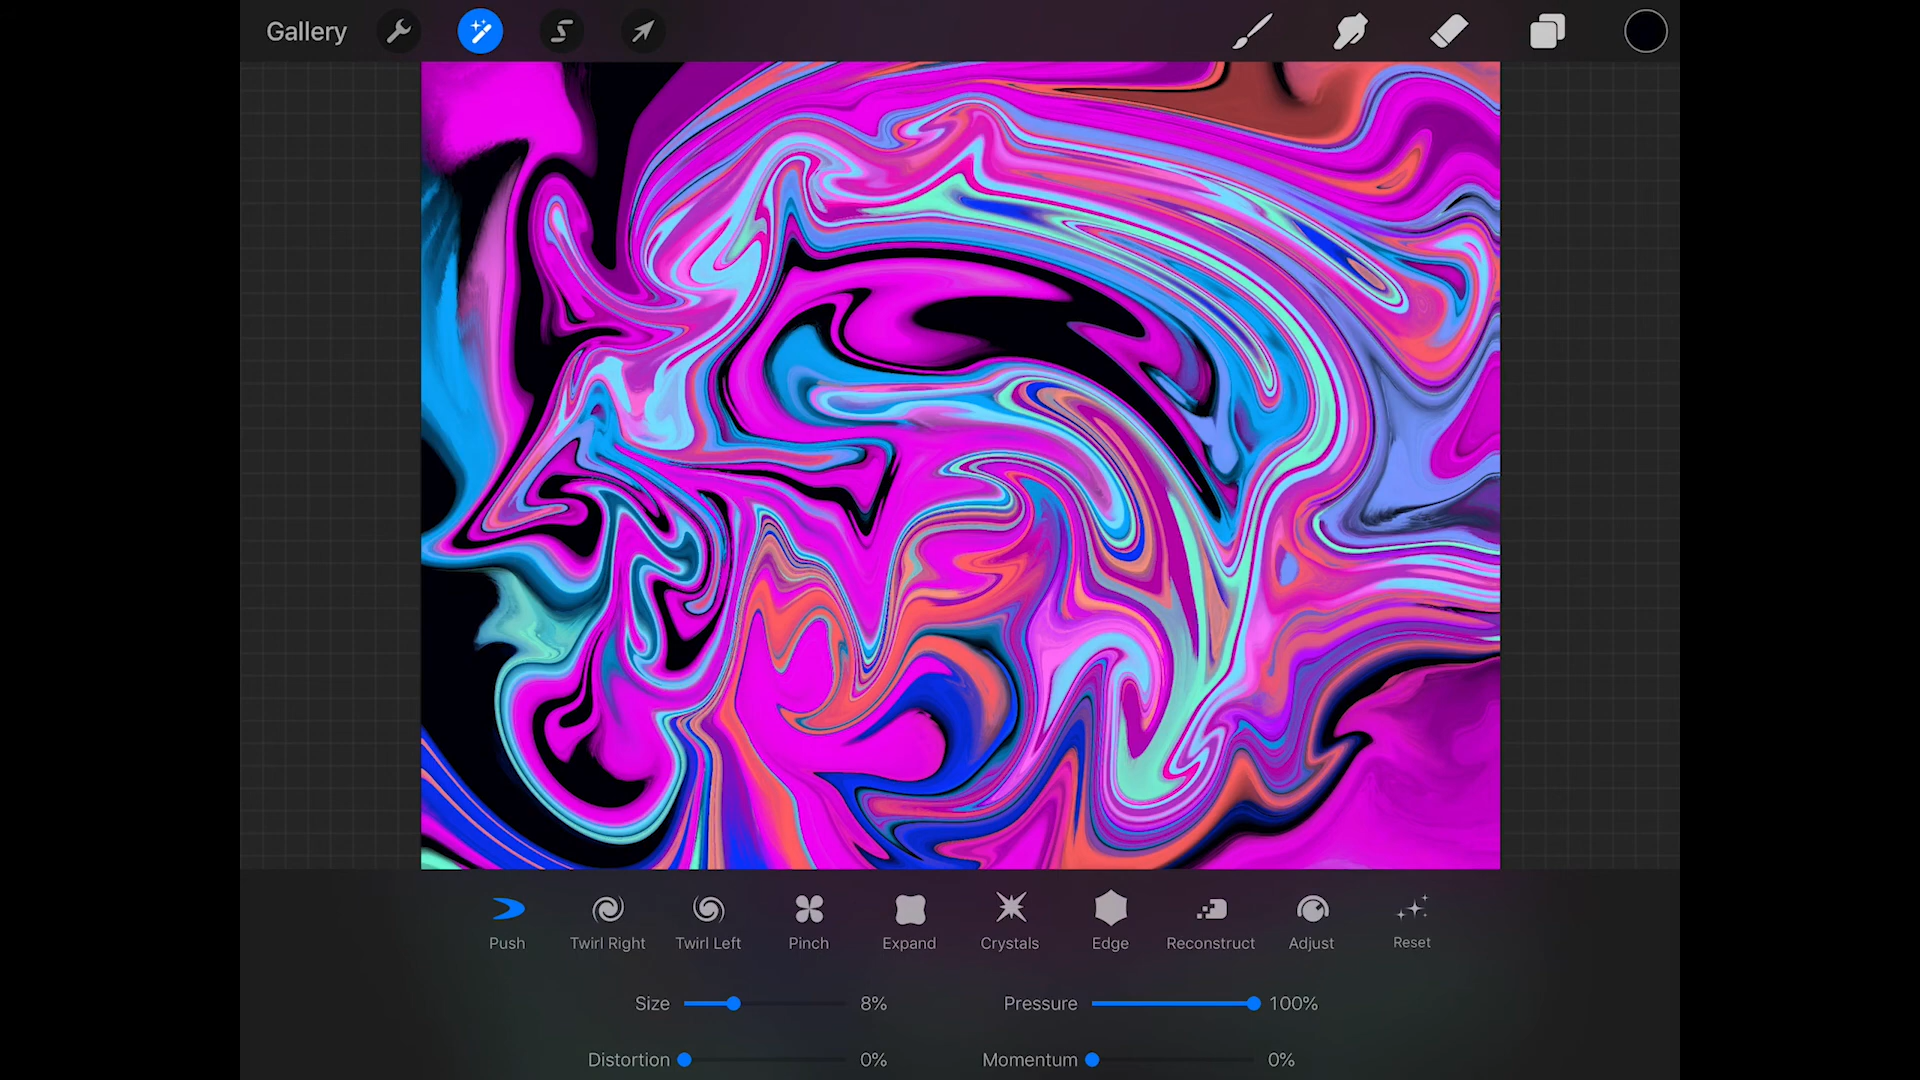 Gallery
Push Twirl Right Twirl Left Pinch Expand Crystals Edge Reconstruct Adjust Reset
Size 8% Pressure 100%
Distortion 0% Momentum 0%